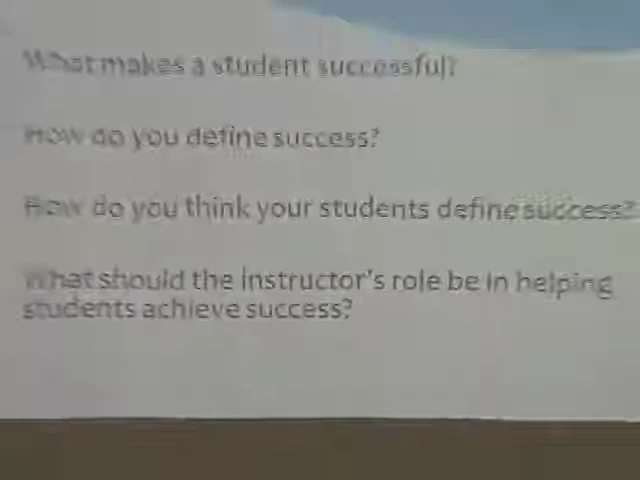 What makes a student successful?
How do you define success?
How do you think your students define success?
What should the instructor's role be in helping
students achieve success?